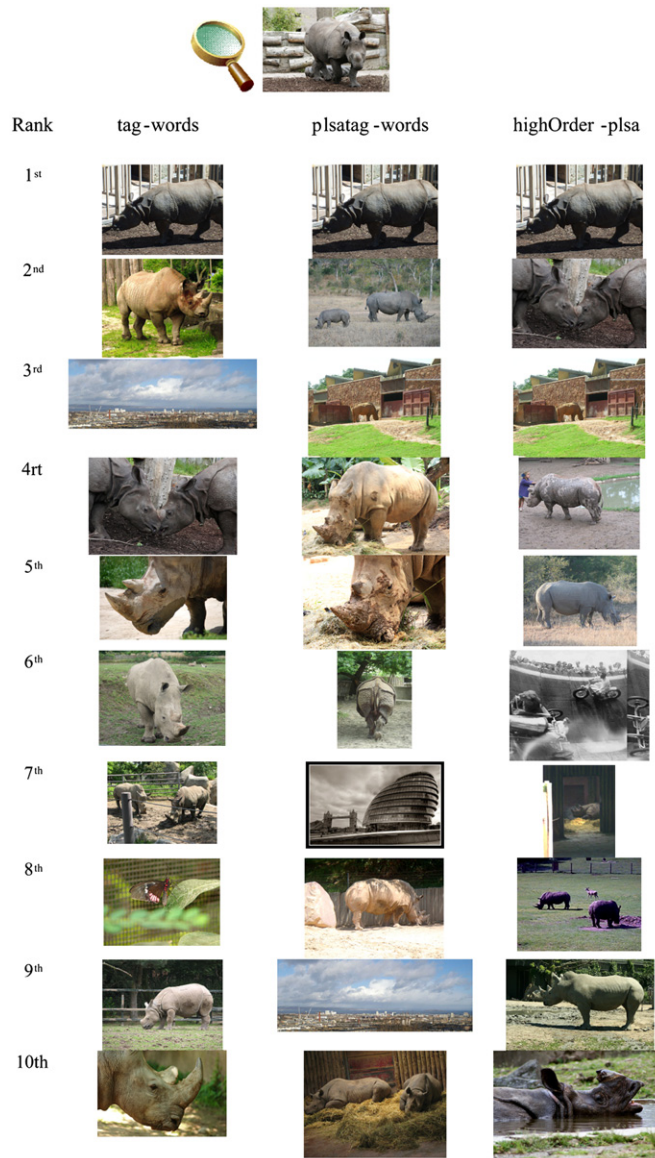 Rank tag-words plsatag-words highOrder-plsa
1st
2nd
3rd
4rt
5th
6th
7th
8th
9th
10th